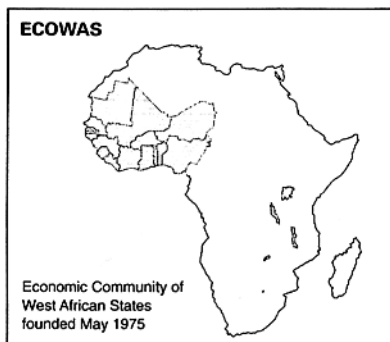 ECOWAS
Economic Community of
West African States
founded May 1975